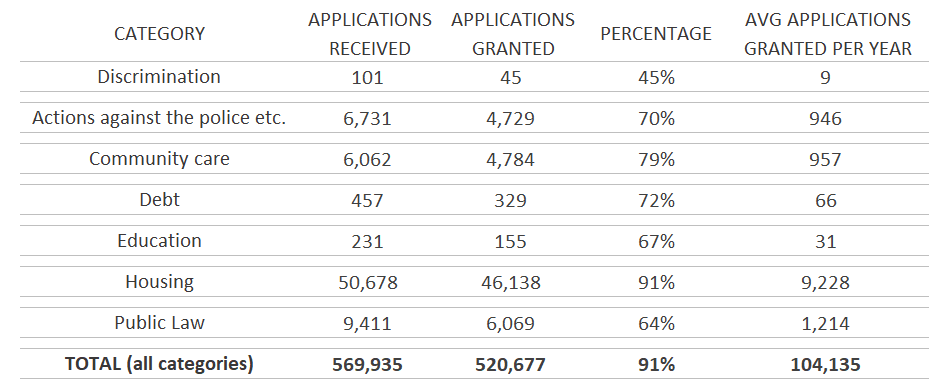 CATEGORY APPLICATIONS RECEIVED APPLICATIONS GRANTED PERCENTAGE AVG APPLICATIONS GRANTED PER YEAR
Discrimination 101 45 45% 9
Actions against the police etc. 6,731 4,729 70% 946
Community care 6,062 4,784 79% 957
Debt 457 329 72% 66
Education 231 155 67% 31
Housing 50,678 46,138 91% 9,228
Public Law 9,411 6,069 64% 1,214
TOTAL (all categories) 569,935 520,677 91% 104,135